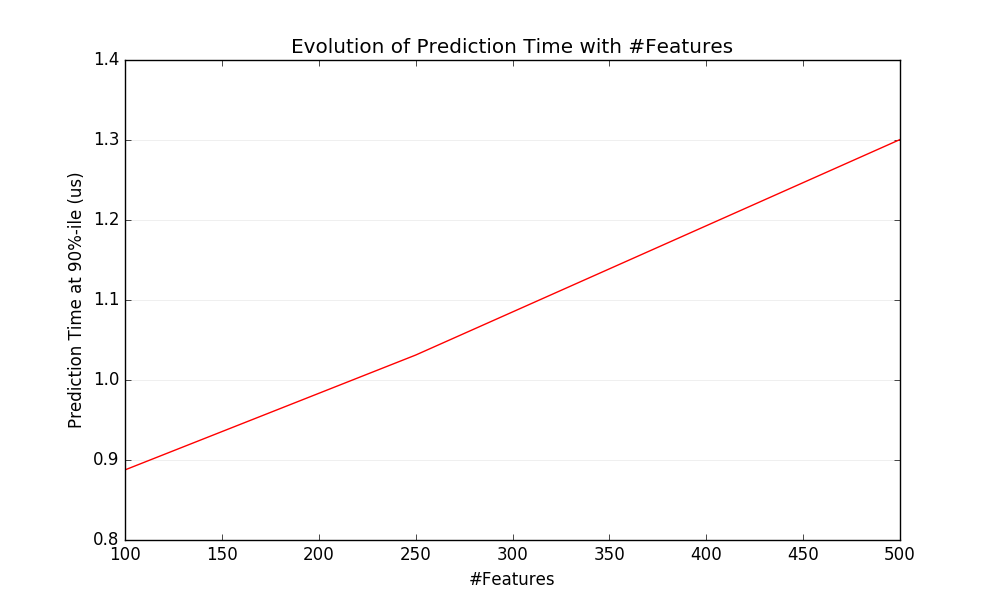 Evolution of Prediction Time with #Features
1.4
1.3
1.2
1.1
1.0
0.9
0.8
Prediction Time at 90%-ile (us)
100 150 200 250 300 350 400 450 500
#Features